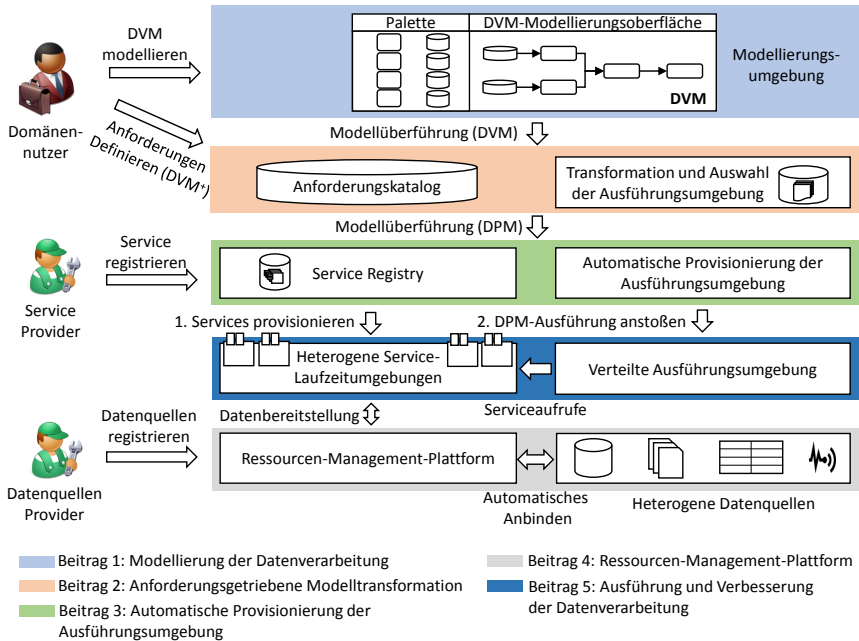 Palette
DVM-Modellierungsoberfläche
DVM
modellieren
DVM
Modellierungs-
umgebung
Domänen-
nutzer
Anforderungen
Definieren (DVM⁺)
Modellüberführung (DVM)
Anforderungskatalog
Transformation und Auswahl
der Ausführungsumgebung
Modellüberführung (DPM)
Service
registrieren
Service Registry
Automatische Provisionierung der
Ausführungsumgebung
Service
Provider
1. Services provisionieren
2. DPM-Ausführung anstoßen
Heterogene Service-
Laufzeitumgebungen
Verteilte Ausführungsumgebung
Datenbereitstellung
Serviceaufrufe
Datenquellen
registrieren
Ressourcen-Management-Plattform
Datenquellen
Provider
Automatisches
Anbinden
Heterogene Datenquellen
Beitrag 1: Modellierung der Datenverarbeitung
Beitrag 2: Anforderungsgetriebene Modelltransformation
Beitrag 3: Automatische Provisionierung der
Ausführungsumgebung
Beitrag 4: Ressourcen-Management-Plattform
Beitrag 5: Ausführung und Verbesserung
der Datenverarbeitung